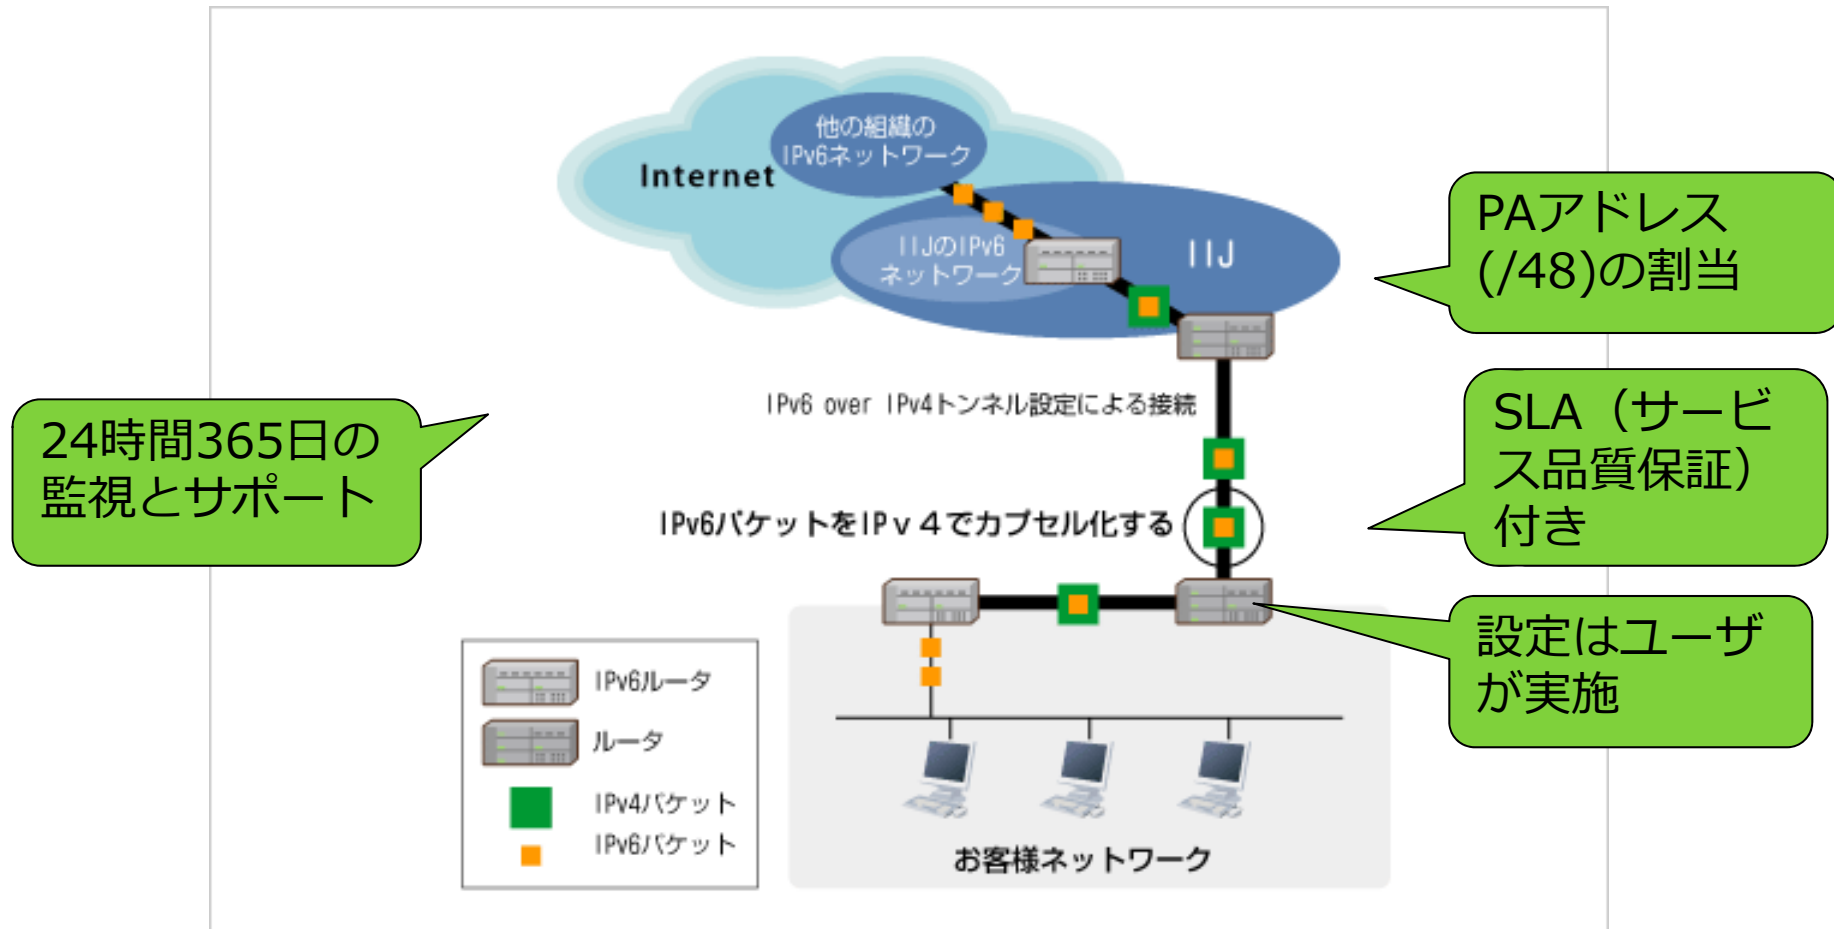 他の組織の
IPv6ネットワーク
Internet
IIJのIPv6
ネットワーク
IIJ
PAアドレス
(/48)の割当
IPv6 over IPv4トンネル設定による接続
SLA（サービ
ス品質保証）
付き
24時間365日の
監視とサポート
IPv6パケットをIPｖ４でカプセル化する
設定はユーザ
が実施
IPv6ルータ
ルータ
IPv4パケット
IPv6パケット
お客様ネットワーク